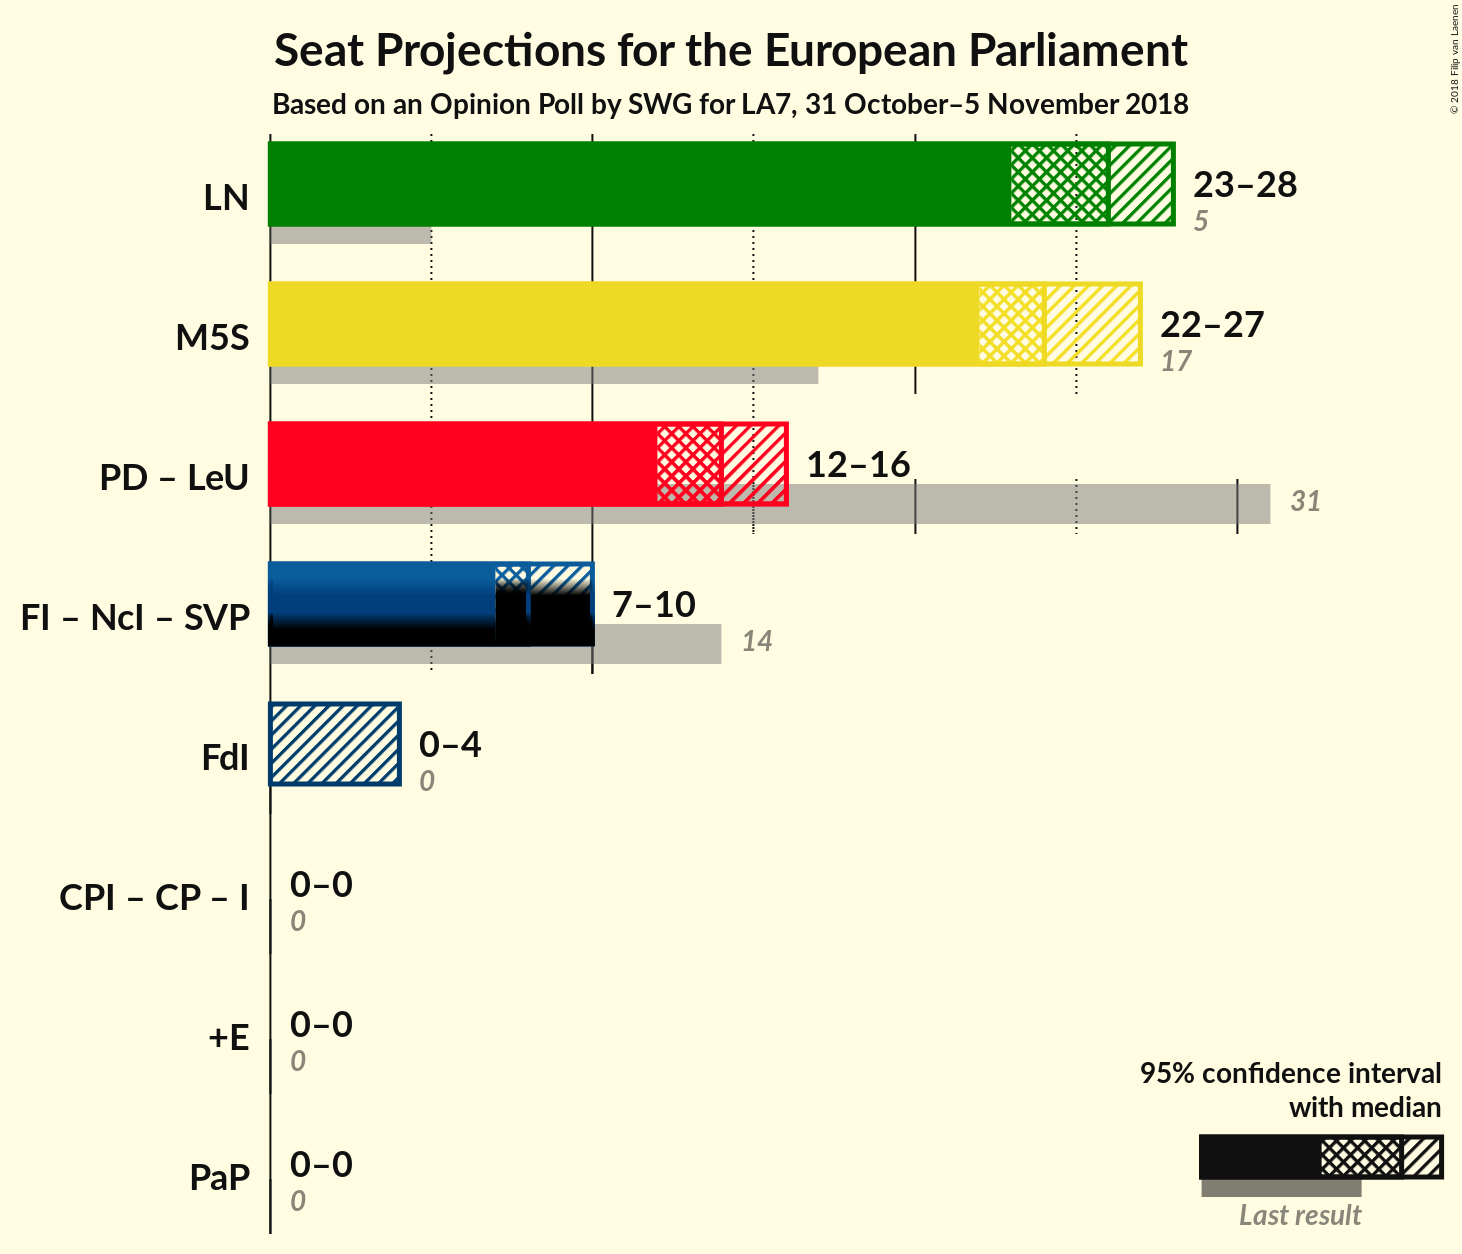 Seat Projections for the European Parliament
Based on an Opinion Poll by SWG for LA7, 31 October–5 November 2018
© 2018 Filip van Laenen
LN
23–28
5
M5S
22–27
17
PD – LeU
12–16
31
FI – NcI – SVP
7–10
14
FdI
0–4
0
CPI – CP – I
0–0
0
+E
0–0
0
PaP
0–0
0
95% confidence interval
with median
Last result